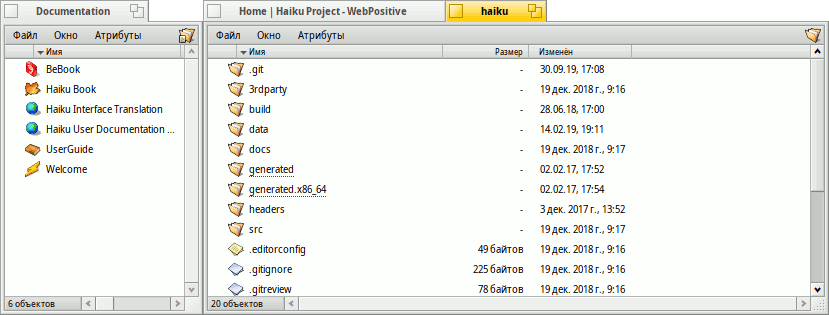 Documentation
Файл Окно Атрибуты
Имя
BeBook
Haiku Book
Haiku Interface Translation
Haiku User Documentation ...
UserGuide
Welcome
6 объектов
Home | Haiku Project - WebPositive
haiku
Файл Окно Атрибуты
Имя Размер Изменён
.git - 30.09.19, 17:08
3rdparty - 19 дек. 2018 г., 9:16
build - 28.06.18, 17:00
data - 14.02.19, 19:11
docs - 19 дек. 2018 г., 9:17
generated - 02.02.17, 17:52
generated.x86_64 - 02.02.17, 17:54
headers - 3 дек. 2017 г., 13:52
src - 19 дек. 2018 г., 9:17
.editorconfig 49 байтов 19 дек. 2018 г., 9:16
.gitignore 225 байтов 19 дек. 2018 г., 9:16
.gitreview 78 байтов 19 дек. 2018 г., 9:16
20 объектов